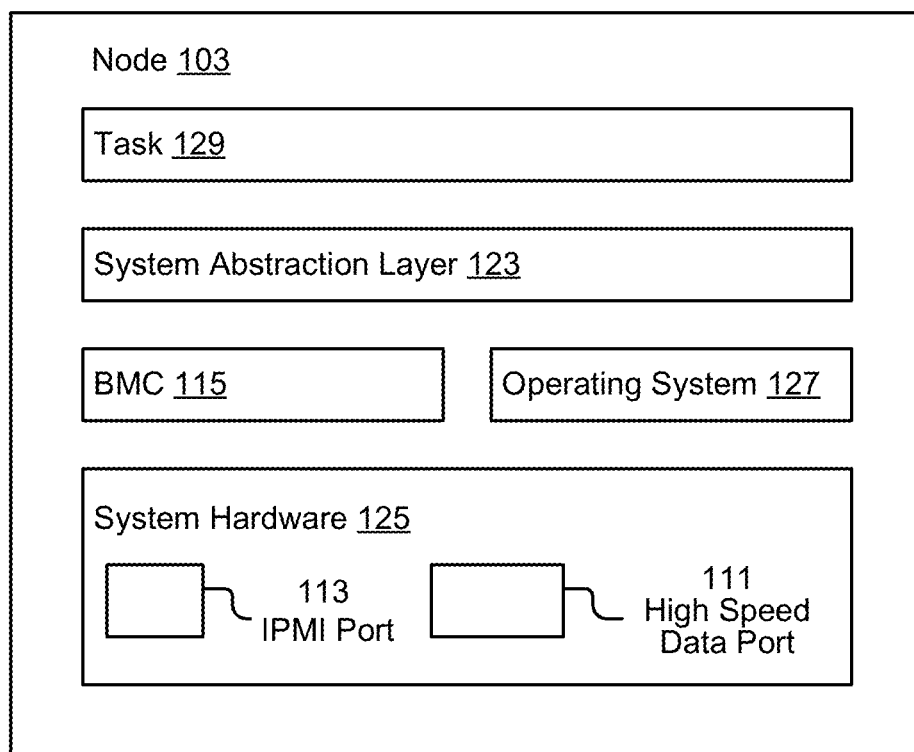 Node 103
Task 129
System Abstraction Layer 123
BMC 115
Operating System 127
System Hardware 125
113
IPMI Port
111
High Speed
Data Port